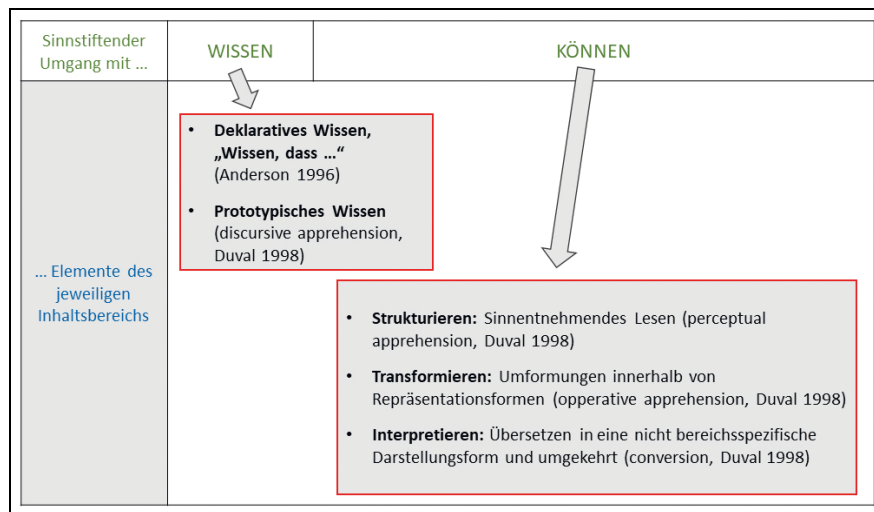 Sinnstiftender
Umgang mit ...
WISSEN
KÖNNEN
... Elemente des
jeweiligen
Inhaltsbereichs
• Deklaratives Wissen,
„Wissen, dass ...“
(Anderson 1996)
• Prototypisches Wissen
(discursive apprehension,
Duval 1998)
• Strukturieren: Sinnentnehmendes Lesen (perceptual
apprehension, Duval 1998)
• Transformieren: Umformungen innerhalb von
Repräsentationsformen (opperative apprehension, Duval 1998)
• Interpretieren: Übersetzen in eine nicht bereichsspezifische
Darstellungsform und umgekehrt (conversion, Duval 1998)